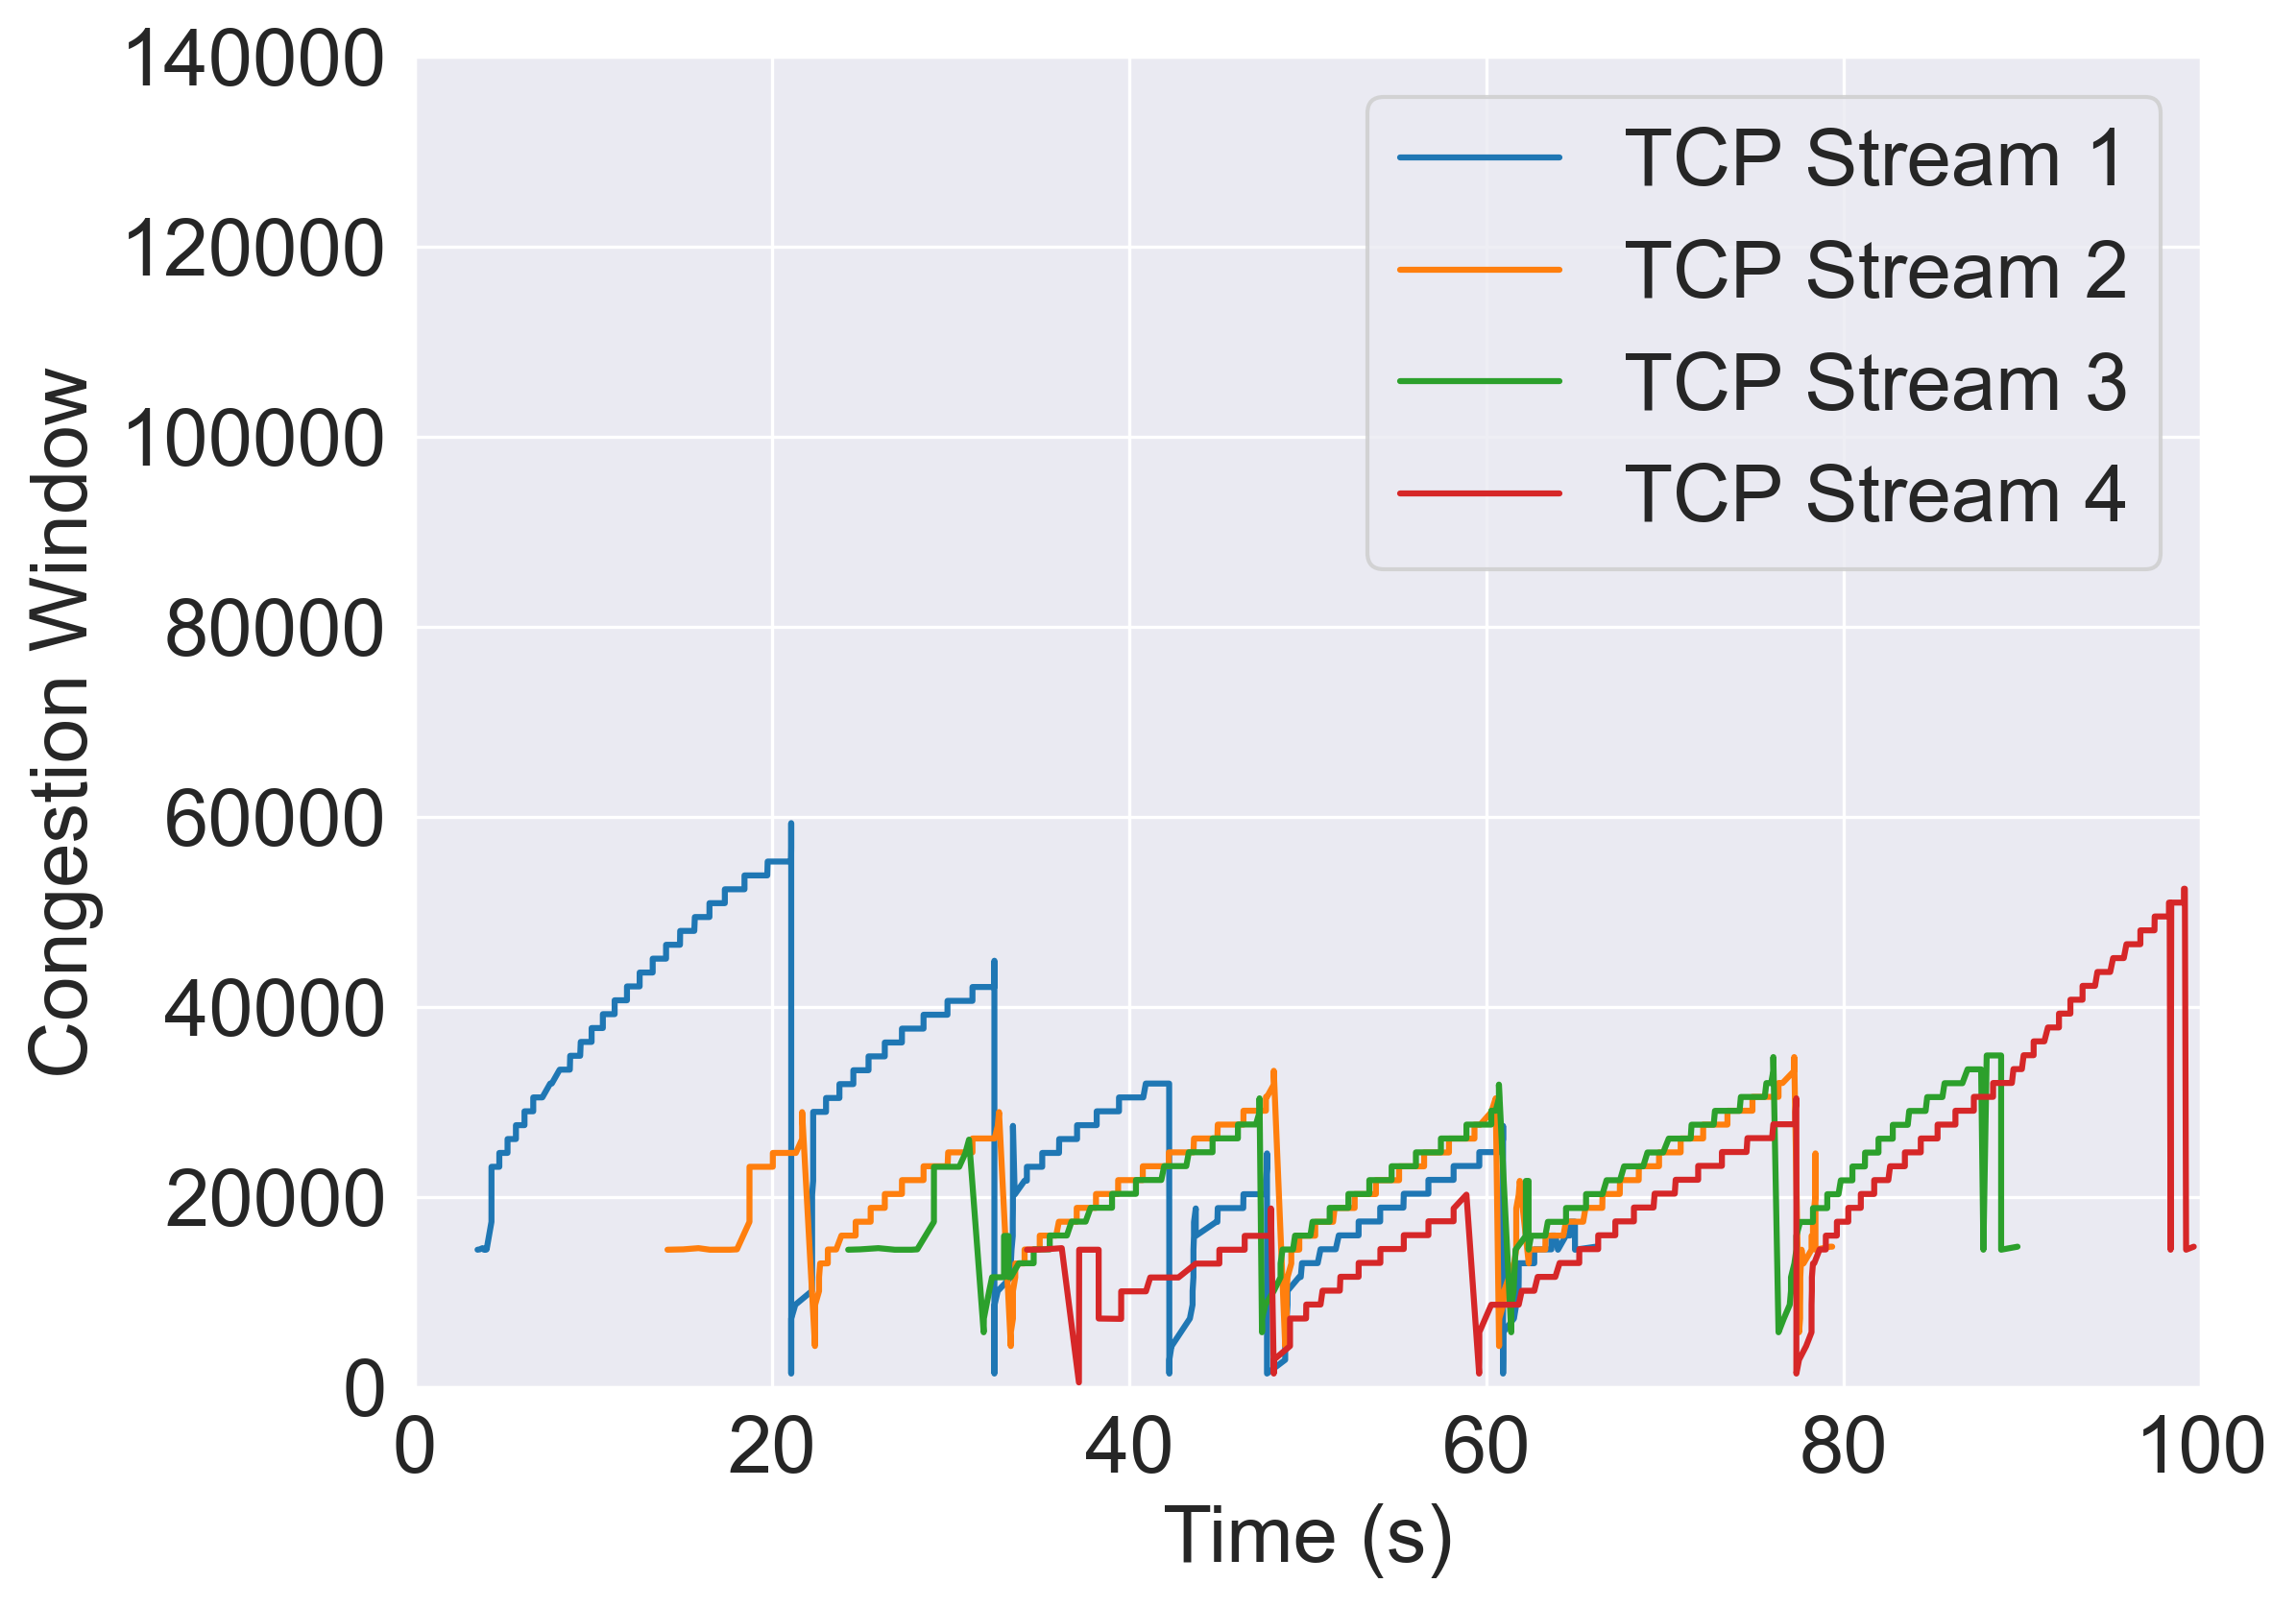 140000
120000
100000
80000
60000
40000
20000
0
Congestion Window
0 20 40 60 80 100
Time (s)
TCP Stream 1
TCP Stream 2
TCP Stream 3
TCP Stream 4